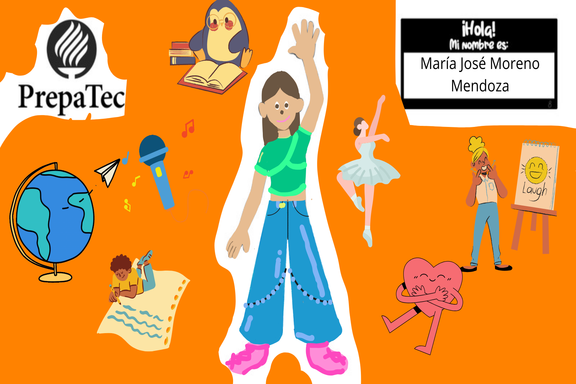 PrepaTec
¡Hola!
Mi nombre es:
María José Moreno
Mendoza
Laugh